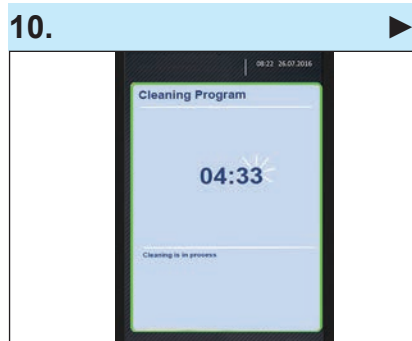 10.
08:22 26.07.2016
Cleaning Program
04:33
Cleaning is in process